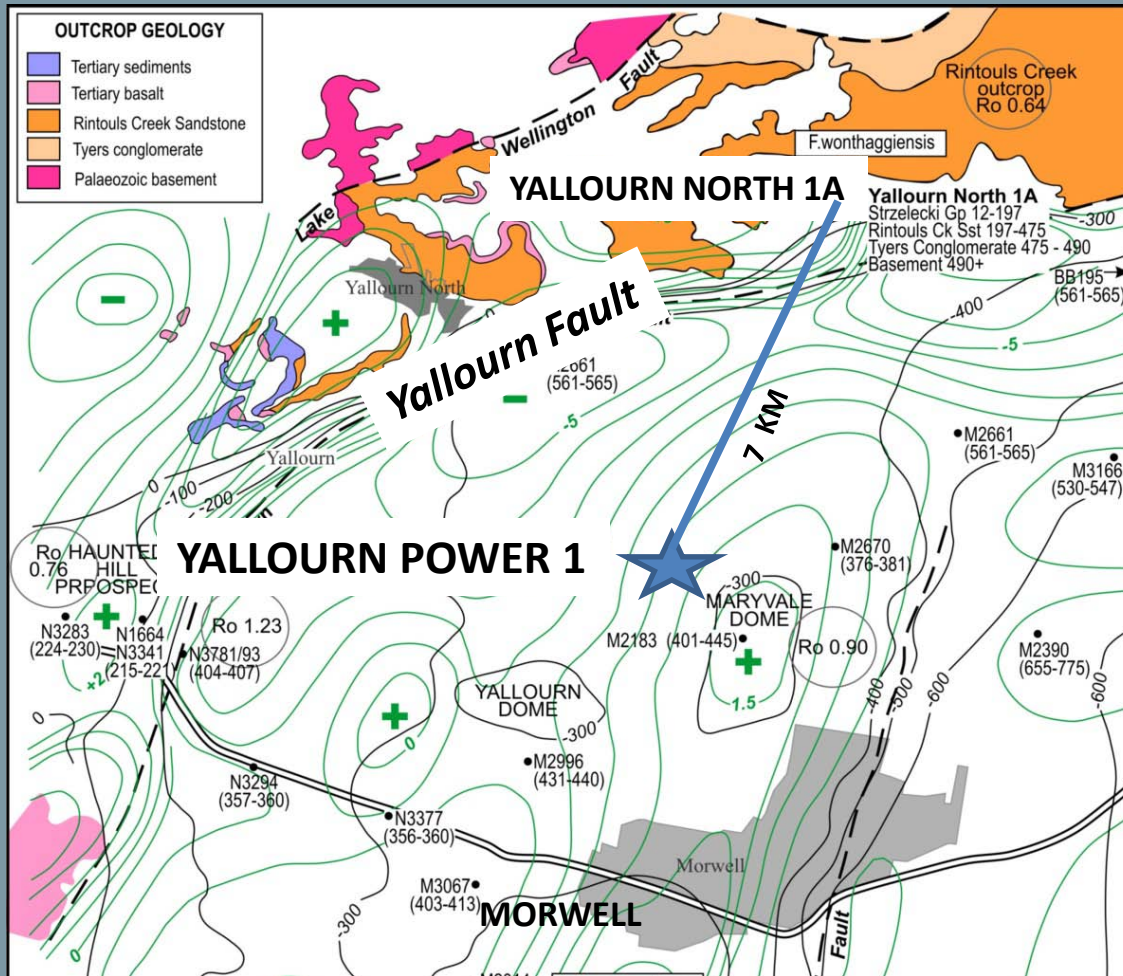 OUTCROP GEOLOGY
Tertiary sediments
Tertiary basalt
Rintouls Creek Sandstone
Tyers conglomerate
Palaeozoic basement
Lake
Wellington
Fault
Rintouls Creek
outcrop
Ro 0.64
F.wonthaggiensis
YALLOURN NORTH 1A
Yallourn North 1A
Strzelecki Gp 12-197
Rintouls Ck Sst 197-475
Tyers Conglomerate 475 - 490
Basement 490+
-300
BB195
(561-565)
-400
-5
Yallourn North
Yallourn Fault
(561-565)
-5
7 KM
M2661
(561-565)
M3166
(530-547)
Yallourn
0
-100
-200
Ro
0.76
HAUNTED
HILL
YALLOURN POWER 1
M2670
(376-381)
-300
MARYVALE
DOME
M2183 (401-445)
Ro 0.90
1.5
N3283
(224-230)
N1664
N3341
Ro 1.23
N3781/93
(404-407)
M2390
(655-775)
-400
-500
-600
-600
0
YALLOURN
DOME
-300
0
M2996
(431-440)
N3294
(357-360)
N3377
(356-360)
Morwell
M3067
(403-413)
MORWELL
-300
Fault
0